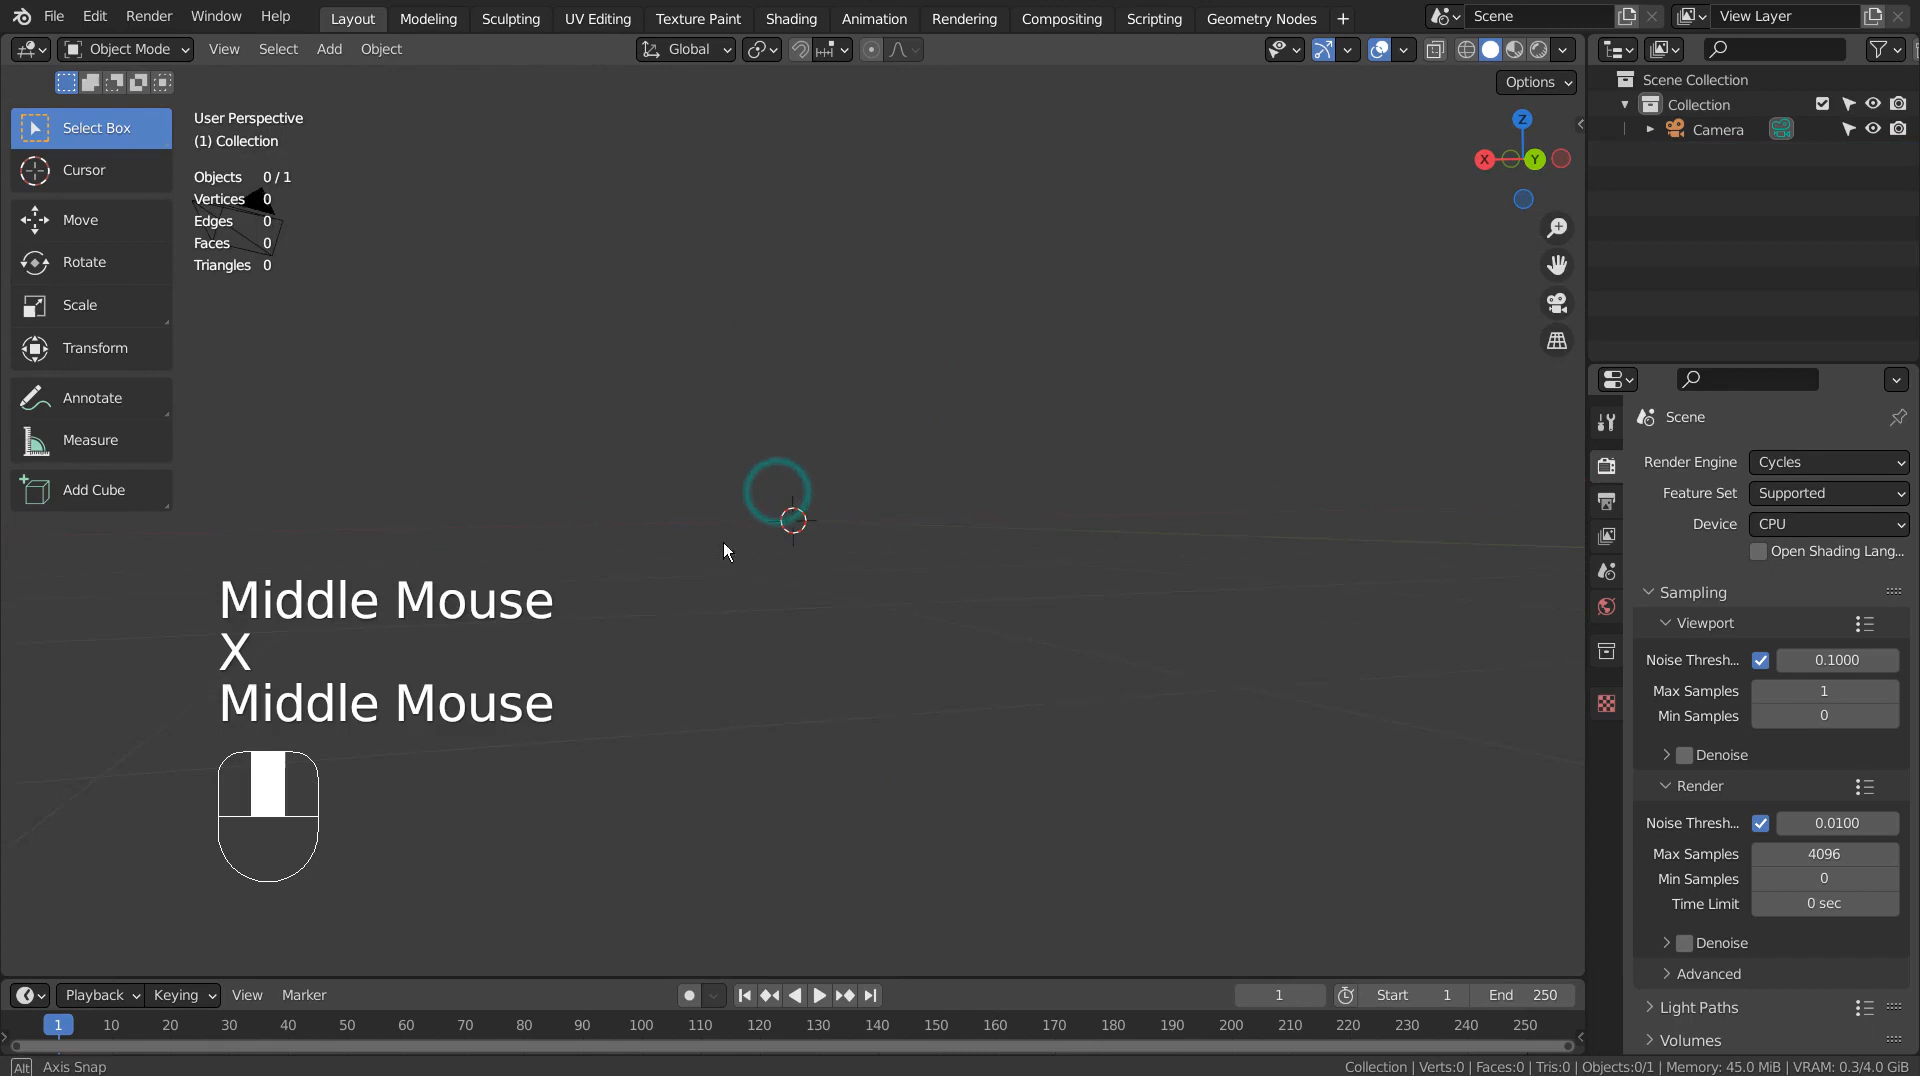 File Edit Render Window Help Layout Modeling Sculpting UV Editing Texture Paint Shading Animation Rendering Compositing Scripting Geometry Nodes + Scene View Layer
Object Mode View Select Add Object Global
Options
Select Box
Cursor
Move
Rotate
Scale
Transform
Annotate
Measure
Add Cube
User Perspective
(1) Collection
Objects 0 / 1
Vertices 0
Edges 0
Faces 0
Triangles 0
Z
X Y
Middle Mouse
X
Middle Mouse
Scene Collection
Collection
Camera
Scene
Render Engine Cycles
Feature Set Supported
Device CPU
Open Shading Lang...
Sampling
Viewport
Noise Thresh... 0.1000
Max Samples 1
Min Samples 0
Denoise
Render
Noise Thresh... 0.0100
Max Samples 4096
Min Samples 0
Time Limit 0 sec
Denoise
Advanced
Light Paths
Volumes
Playback Keying View Marker 1 Start 1 End 250
1 10 20 30 40 50 60 70 80 90 100 110 120 130 140 150 160 170 180 190 200 210 220 230 240 250
Alt Axis Snap Collection | Verts:0 | Faces:0 | Tris:0 | Objects:0/1 | Memory: 45.0 MiB | VRAM: 0.3/4.0 GiB